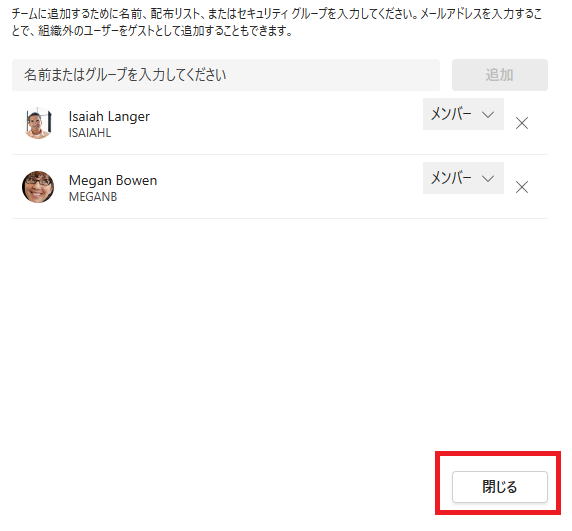 チームに追加するために名前、配布リスト、またはセキュリティ グループを入力してください。メールアドレスを入力するこ
とで、組織外のユーザーをゲストとして追加することもできます。
名前またはグループを入力してください
追加
Isaiah Langer
メンバー
ISAIAHL
Megan Bowen
メンバー
MEGANB
閉じる